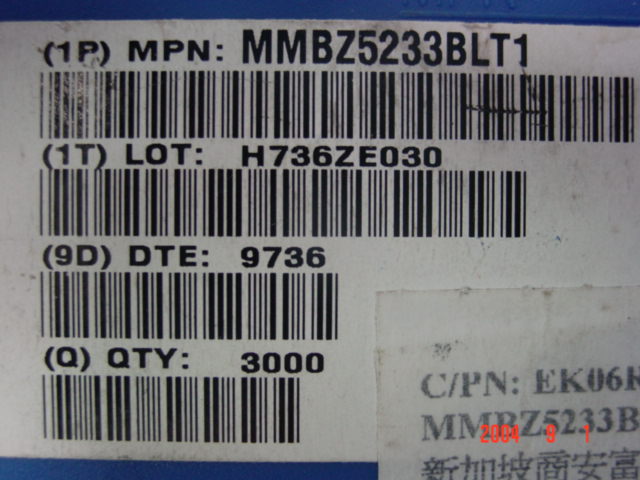 (1P) MPN: MMBZ5233BLT1
(1T) LOT: H736ZE030
(9D) DTE: 9736
(Q) QTY: 3000
C/PN: EK06R
MMBZ5233B
2004 9 1
新加坡商安富